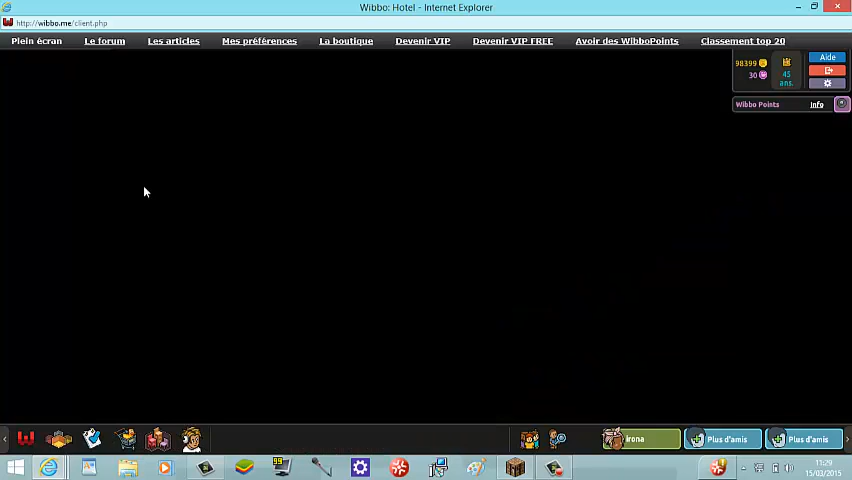 Wibbo: Hotel - Internet Explorer
http://wibbo.me/client.php
Plein écran Le forum Les articles Mes préférences La boutique Devenir VIP Devenir VIP FREE Avoir des WibboPoints Classement top 20
98399 Aide
30 45 ans.
Wibbo Points Info
irona Plus d'amis Plus d'amis
99
11:29
15/03/2015